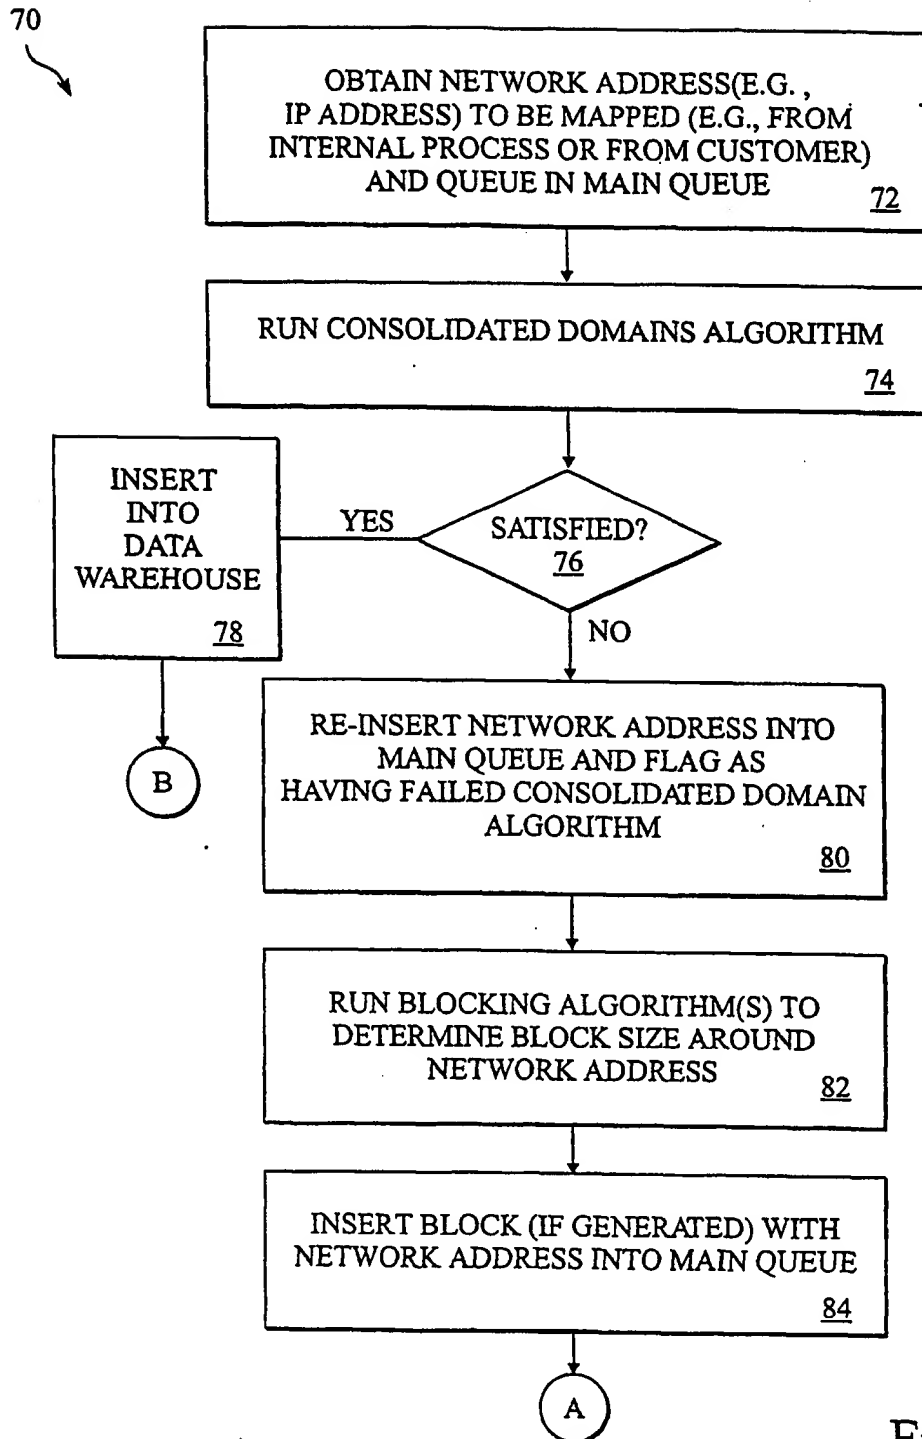 70
OBTAIN NETWORK ADDRESS(E.G. ,
IP ADDRESS) TO BE MAPPED (E.G., FROM
INTERNAL PROCESS OR FROM CUSTOMER)
AND QUEUE IN MAIN QUEUE
72
RUN CONSOLIDATED DOMAINS ALGORITHM
74
INSERT
INTO
DATA
WAREHOUSE
78
YES
SATISFIED?
76
NO
B
RE-INSERT NETWORK ADDRESS INTO
MAIN QUEUE AND FLAG AS
HAVING FAILED CONSOLIDATED DOMAIN
ALGORITHM
80
RUN BLOCKING ALGORITHM(S) TO
DETERMINE BLOCK SIZE AROUND
NETWORK ADDRESS
82
INSERT BLOCK (IF GENERATED) WITH
NETWORK ADDRESS INTO MAIN QUEUE
84
A